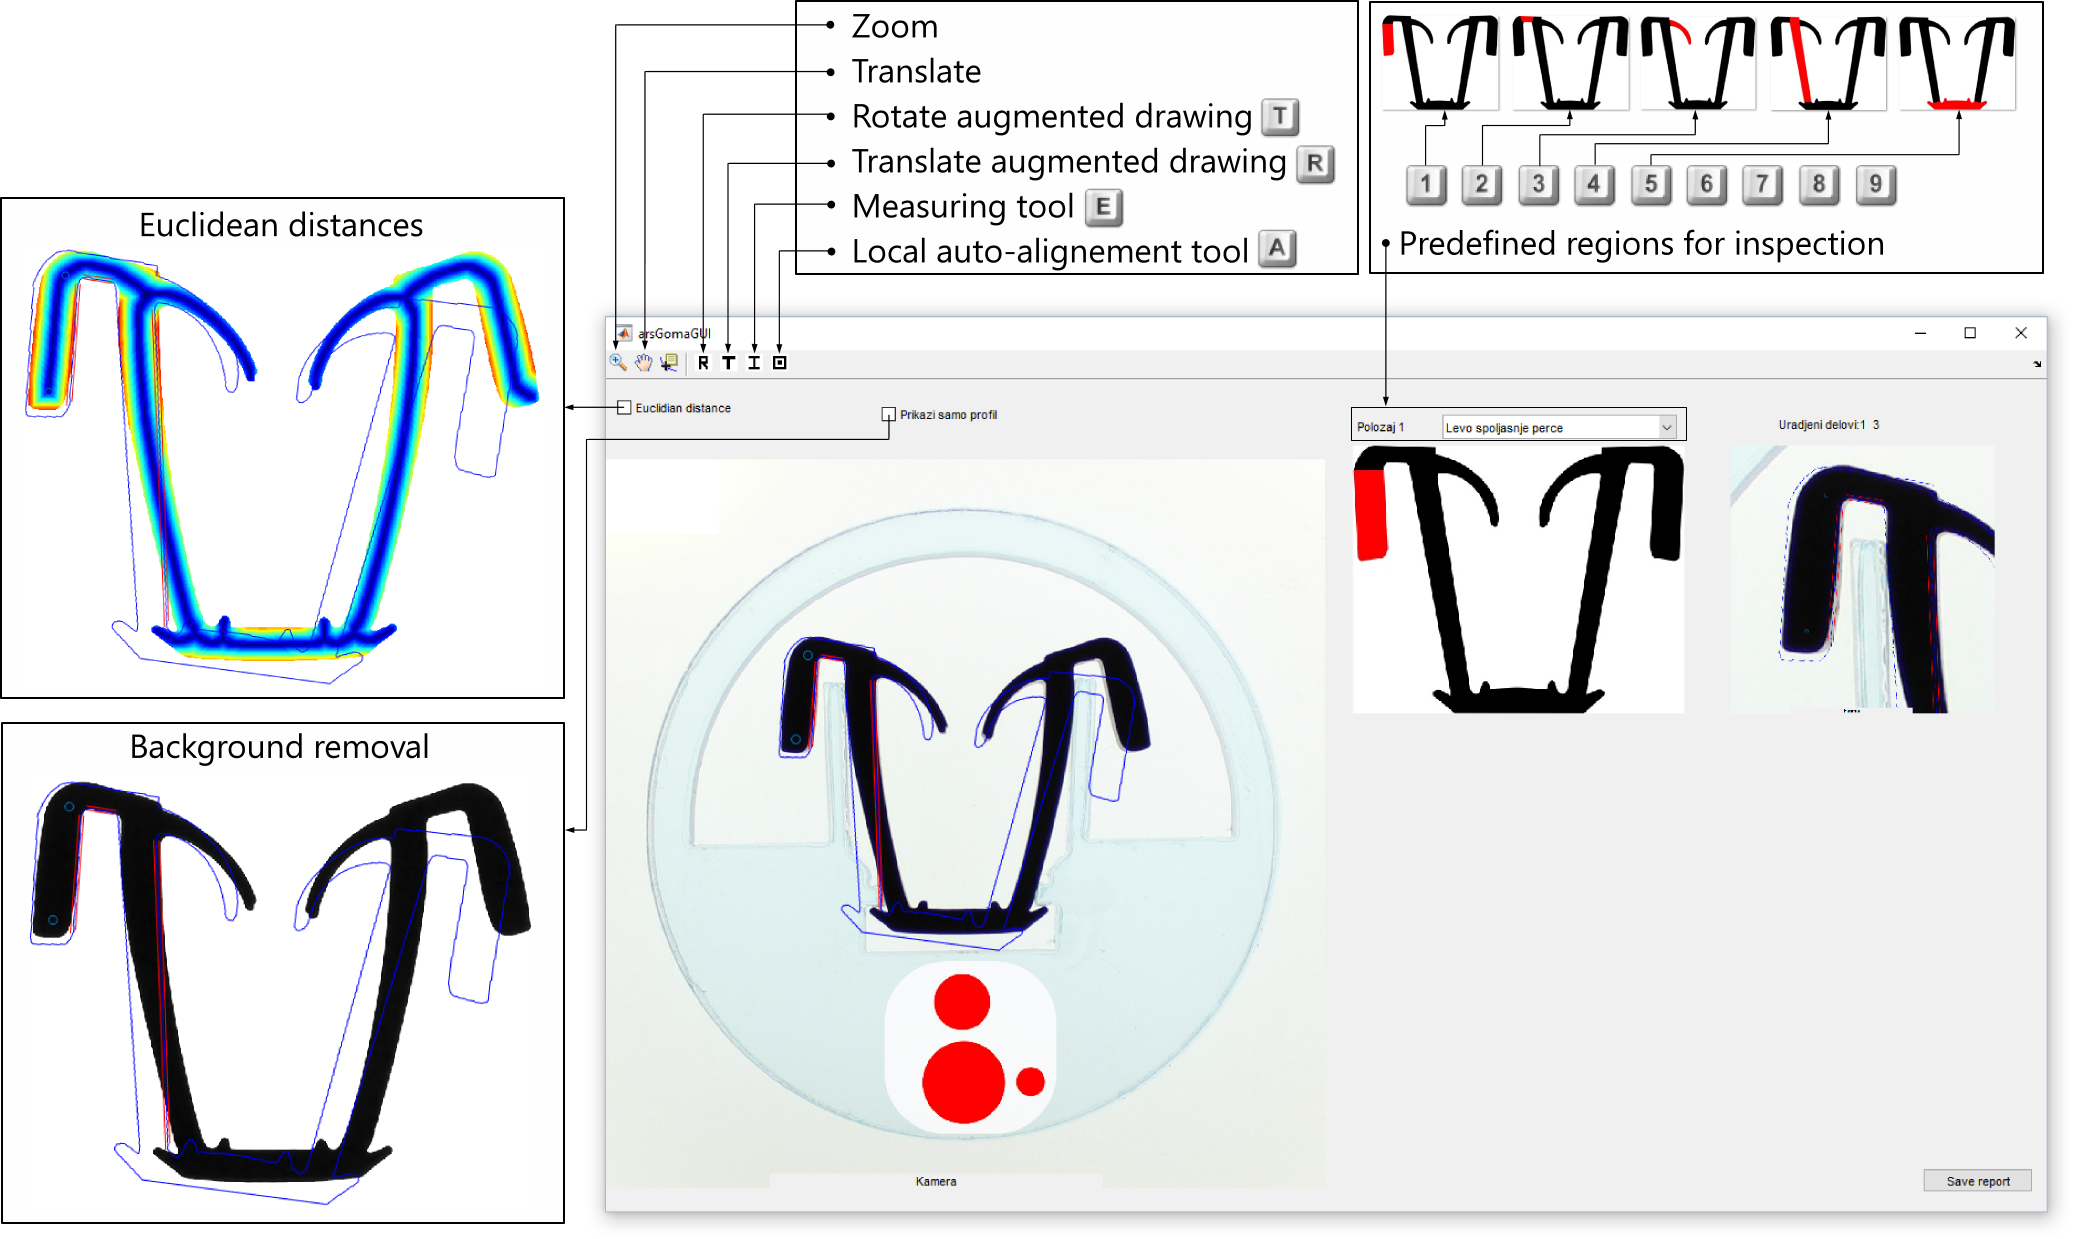 Zoom
Translate
Rotate augmented drawing T
Translate augmented drawing R
Measuring tool E
Local auto-alignement tool A
1 2 3 4 5 6 7 8 9
Predefined regions for inspection
Euclidean distances
Background removal
arsGomaGUI
R T I
Euclidian distance
Prikazi samo profil
Polozaj 1
Levo spoljasnje perce
Uradjeni delovi:1 3
Kamera
Save report